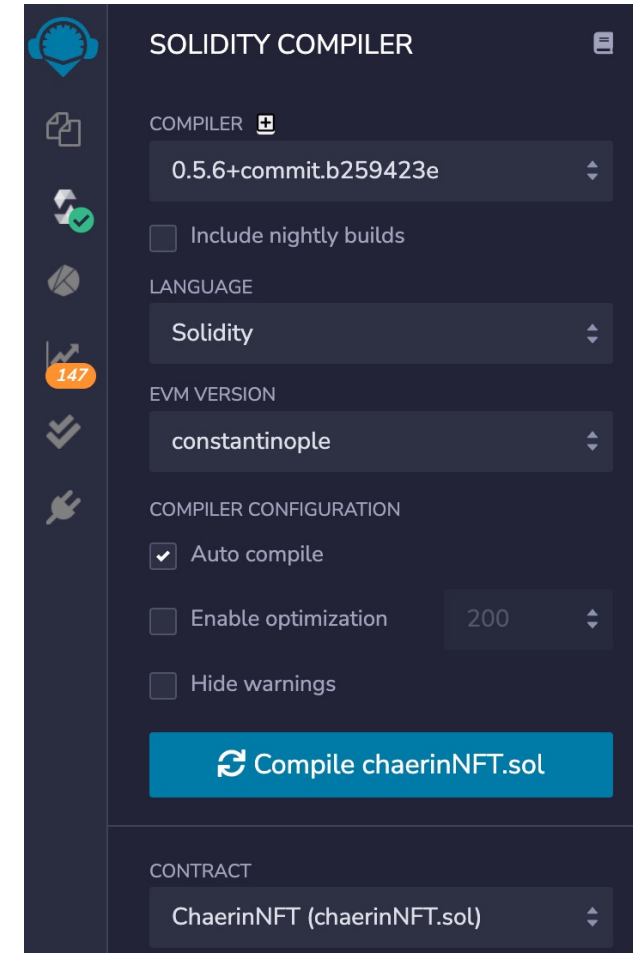 SOLIDITY COMPILER
COMPILER
0.5.6+commit.b259423e
Include nightly builds
LANGUAGE
Solidity
147
EVM VERSION
constantinople
COMPILER CONFIGURATION
Auto compile
Enable optimization 200
Hide warnings
Compile chaerinNFT.sol
CONTRACT
ChaerinNFT (chaerinNFT.sol)